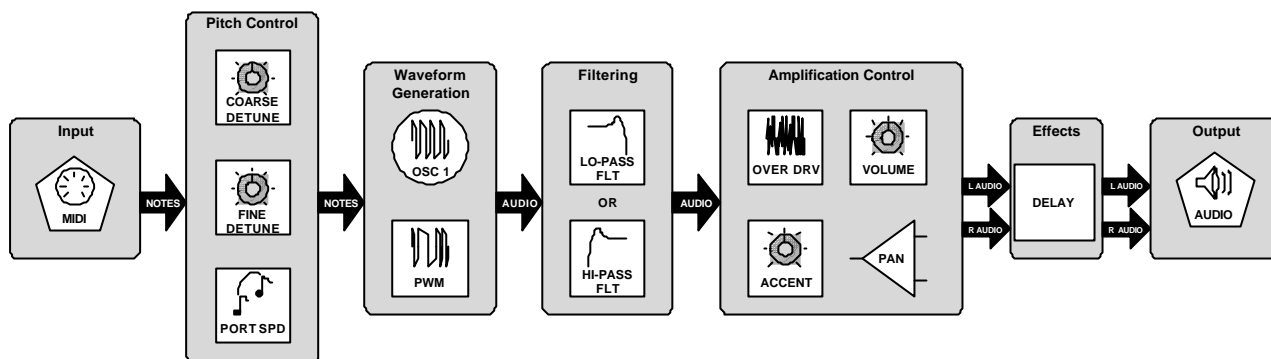 Input
MIDI
NOTES
Pitch Control
COARSE
DETUNE
FINE
DETUNE
PORT SPD
NOTES
Waveform
Generation
OSC 1
PWM
AUDIO
Filtering
LO-PASS
FLT
OR
HI-PASS
FLT
AUDIO
Amplification Control
OVER DRV
VOLUME
ACCENT
PAN
L AUDIO
R AUDIO
Effects
DELAY
L AUDIO
R AUDIO
Output
AUDIO